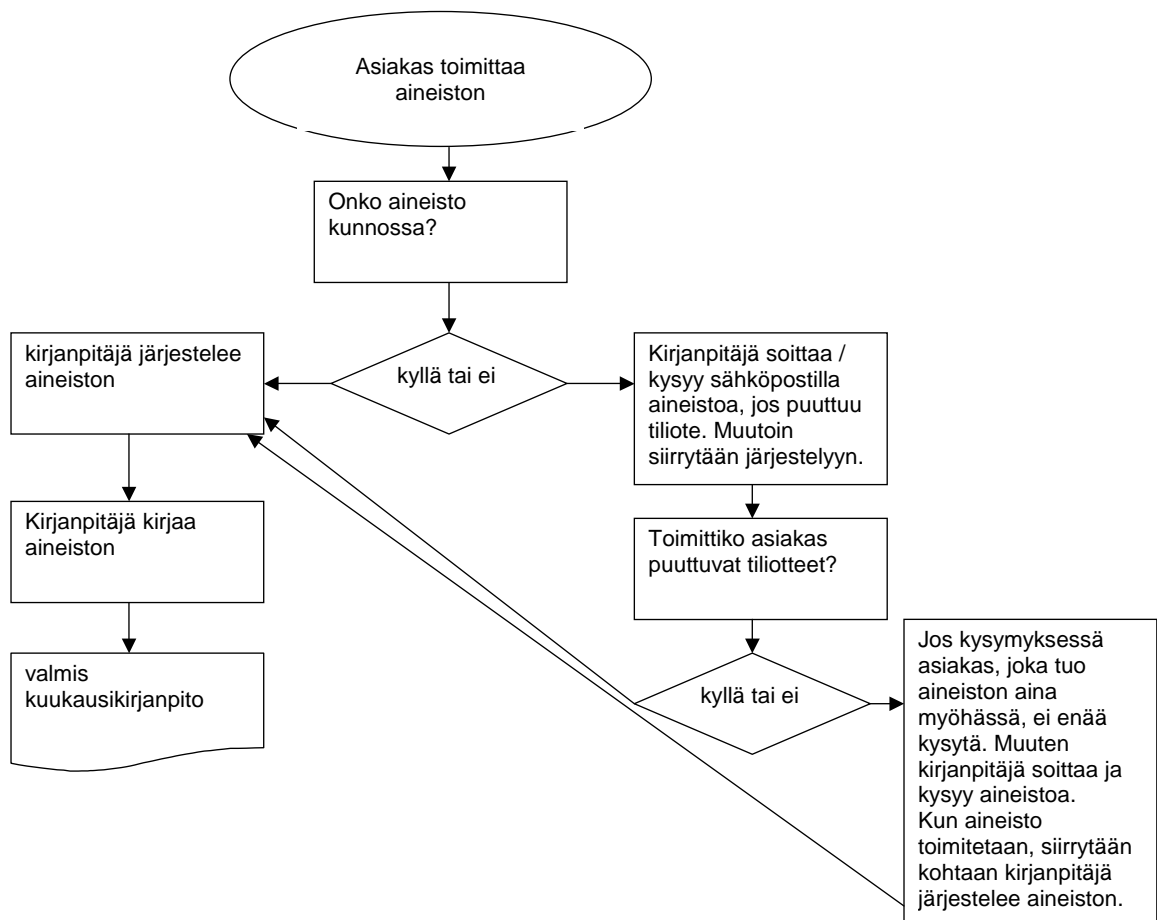 Asiakas toimittaa
aineiston
Onko aineisto
kunnossa?
kyllä tai ei
kirjanpitäjä järjestelee
aineiston
Kirjanpitäjä kirjaa
aineiston
valmis
kuukausikirjanpito
Kirjanpitäjä soittaa /
kysyy sähköpostilla
aineistoa, jos puuttuu
tiliote. Muutoin
siirrytään järjestelyyn.
Toimittiko asiakas
puuttuvat tiliotteet?
kyllä tai ei
Jos kysymyksessä
asiakas, joka tuo
aineiston aina
myöhässä, ei enää
kysytä. Muuten
kirjanpitäjä soittaa ja
kysyy aineistoa.
Kun aineisto
toimitetaan, siirrytään
kohtaan kirjanpitäjä
järjestelee aineiston.